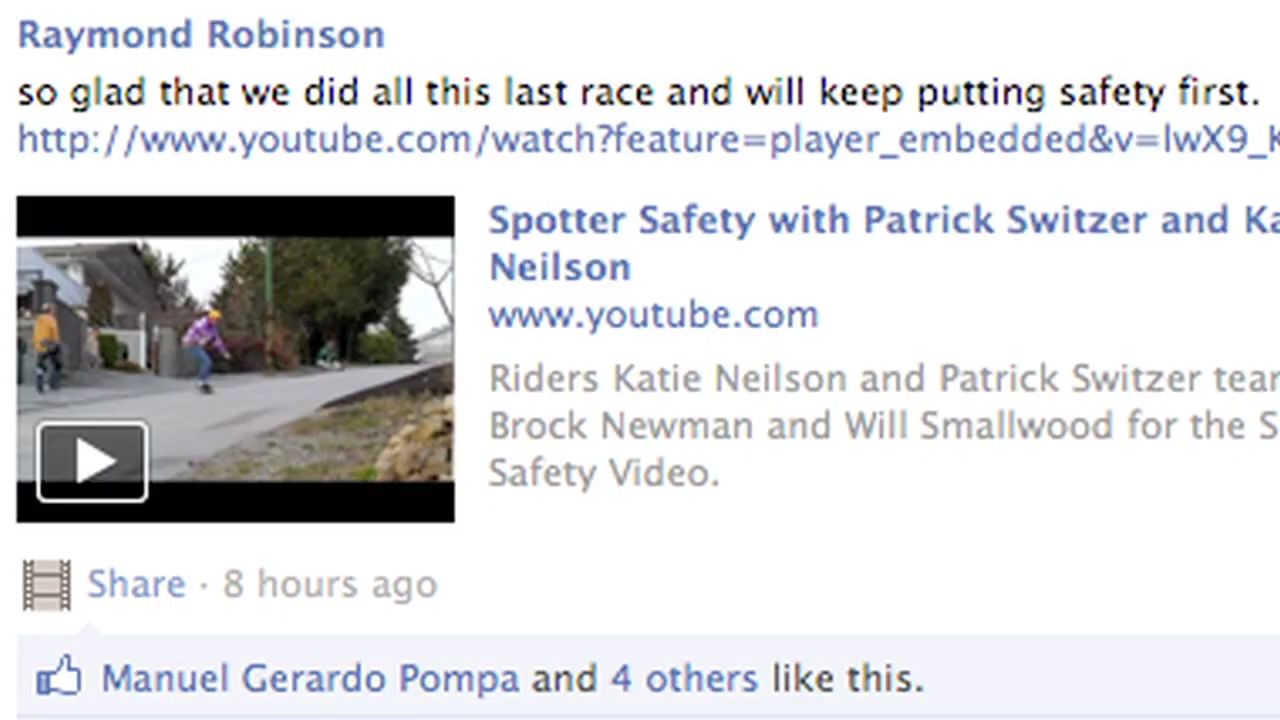 Raymond Robinson
so glad that we did all this last race and will keep putting safety first.
http://www.youtube.com/watch?feature=player_embedded&v=lwX9_K
Spotter Safety with Patrick Switzer and Ka
Neilson
www.youtube.com
Riders Katie Neilson and Patrick Switzer tear
Brock Newman and Will Smallwood for the S
Safety Video.
Share · 8 hours ago
Manuel Gerardo Pompa and 4 others like this.